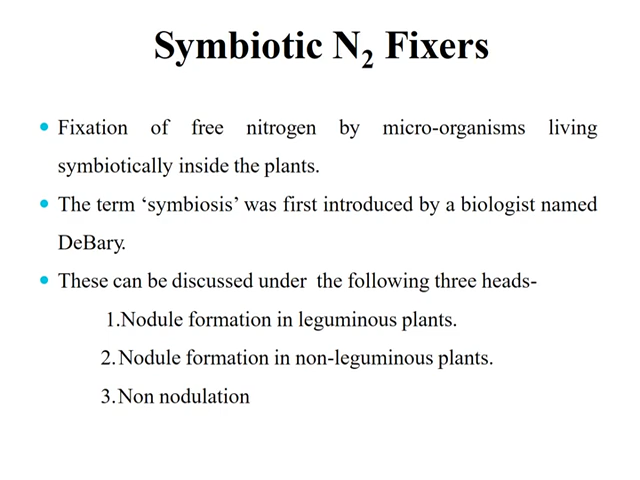 Symbiotic N₂ Fixers
• Fixation of free nitrogen by micro-organisms living
symbiotically inside the plants.
• The term ‘symbiosis’ was first introduced by a biologist named
DeBary.
• These can be discussed under the following three heads-
1.Nodule formation in leguminous plants.
2.Nodule formation in non-leguminous plants.
3.Non nodulation